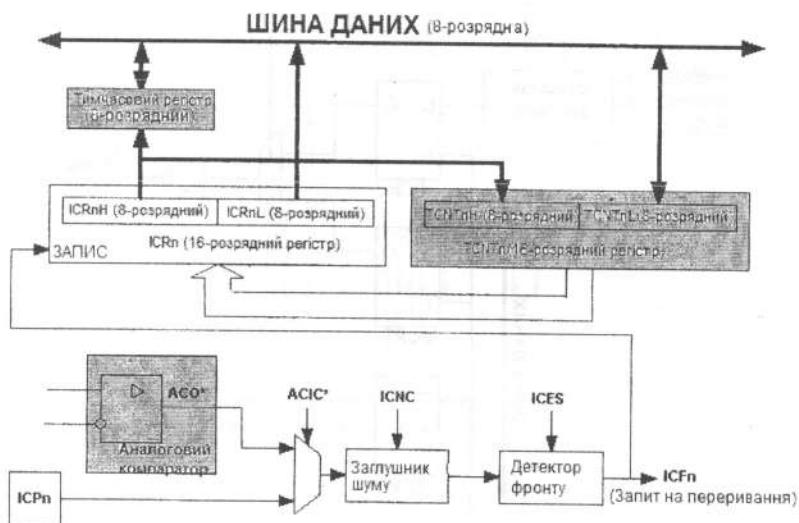 ШИНА ДАНИХ (8-розрядна)
Тимчасовий регістр
(8-розрядний)
ICRnH (8-розрядний) ICRnL (8-розрядний)
ICRn (16-розрядний регістр)
ЗАПИС
TCNTnH (8-розрядний) TCNTnL(8-розрядний)
TCNTn(16-розрядний регістр)
ACO*
Аналоговий
компаратор
ACIC*
ICNC
ICES
ICPn
Заглушник
шуму
Детектор
фронту
ICFn
(Запит на переривання)